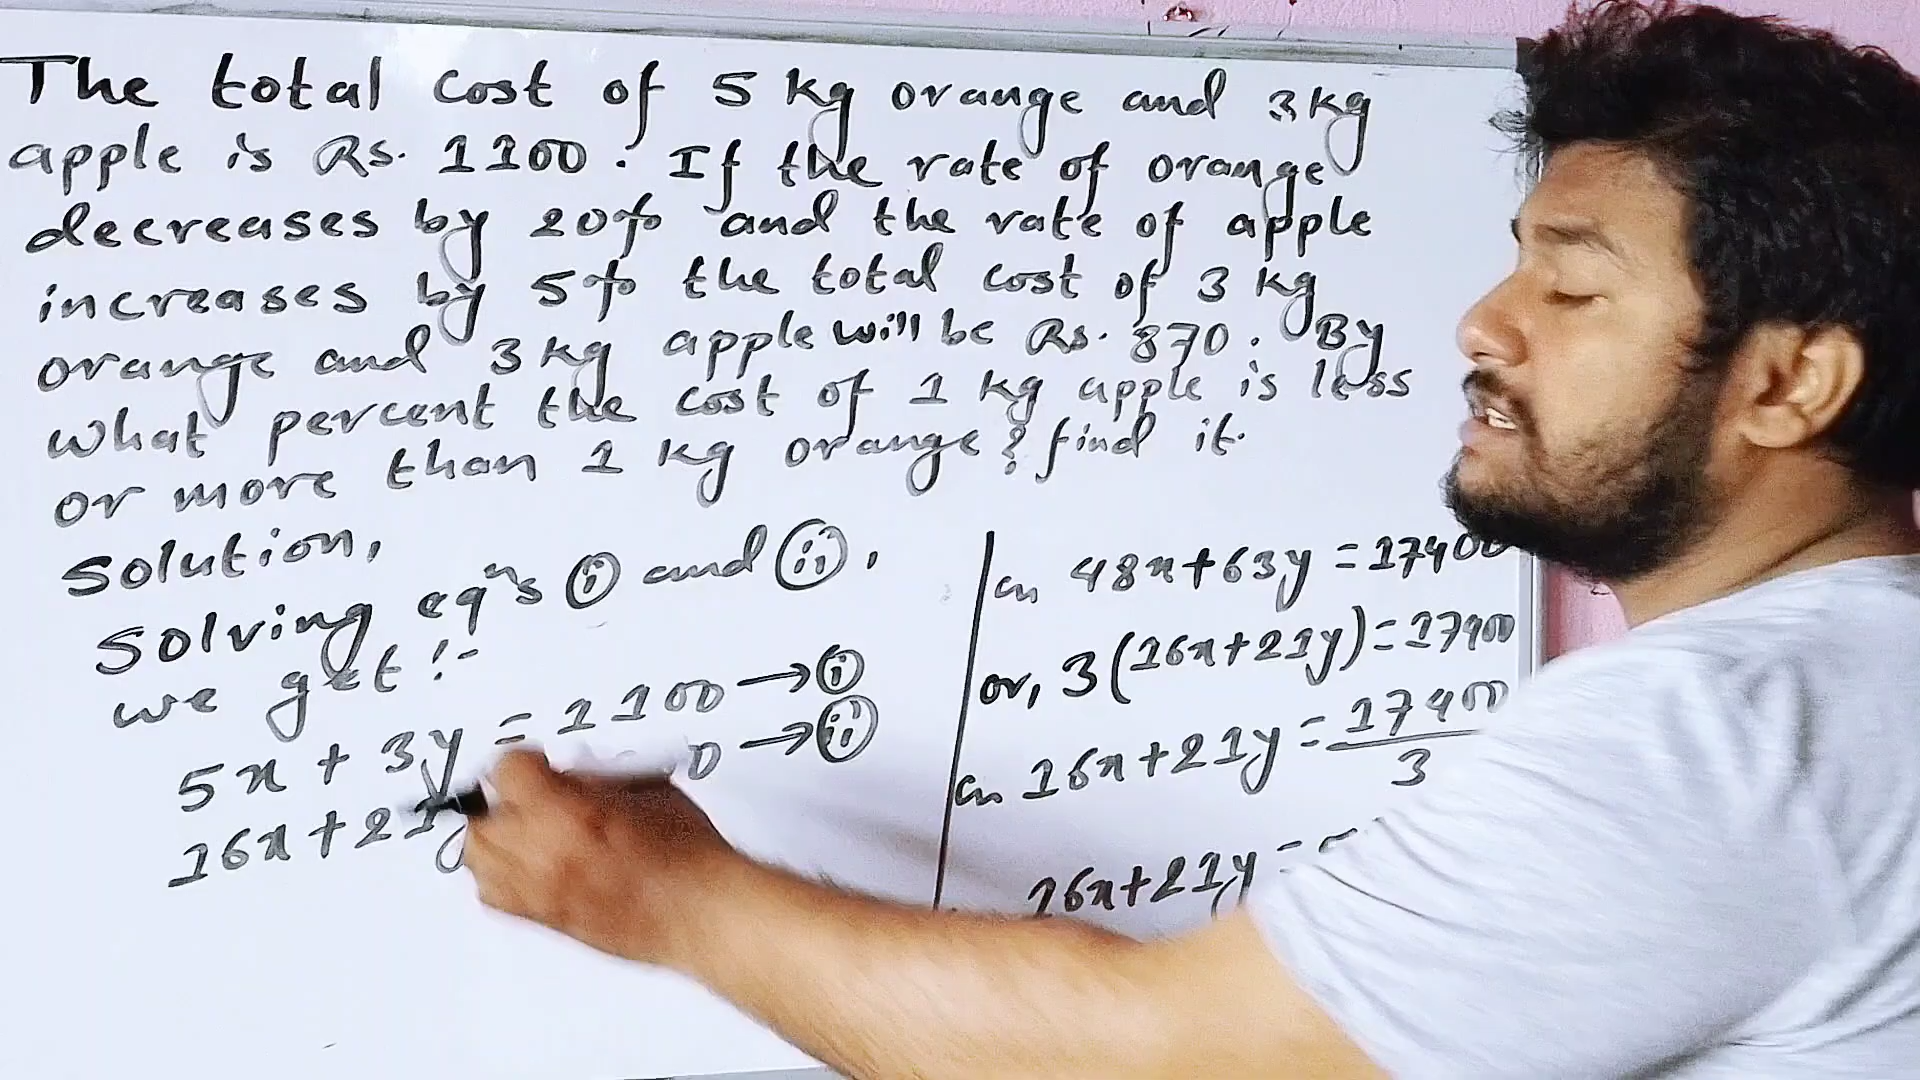 The total cost of 5 kg orange and 3 kg
apple is Rs. 1100. If the rate of orange
decreases by 20% and the rate of apple
increases by 5% the total cost of 3 kg
orange and 3 kg apple will be Rs. 870. By
what percent the cost of 1 kg apple is less
or more than 1 kg orange? find it.
Solution,
Solving eqⁿs (i) and (ii),
we get:-
5x + 3y = 1100 → (i)
16x + 21y 0 → (ii)
or, 48x + 63y = 17400
or, 3(16x + 21y) = 17400
or, 16x + 21y = 17400/3
16x + 21y =